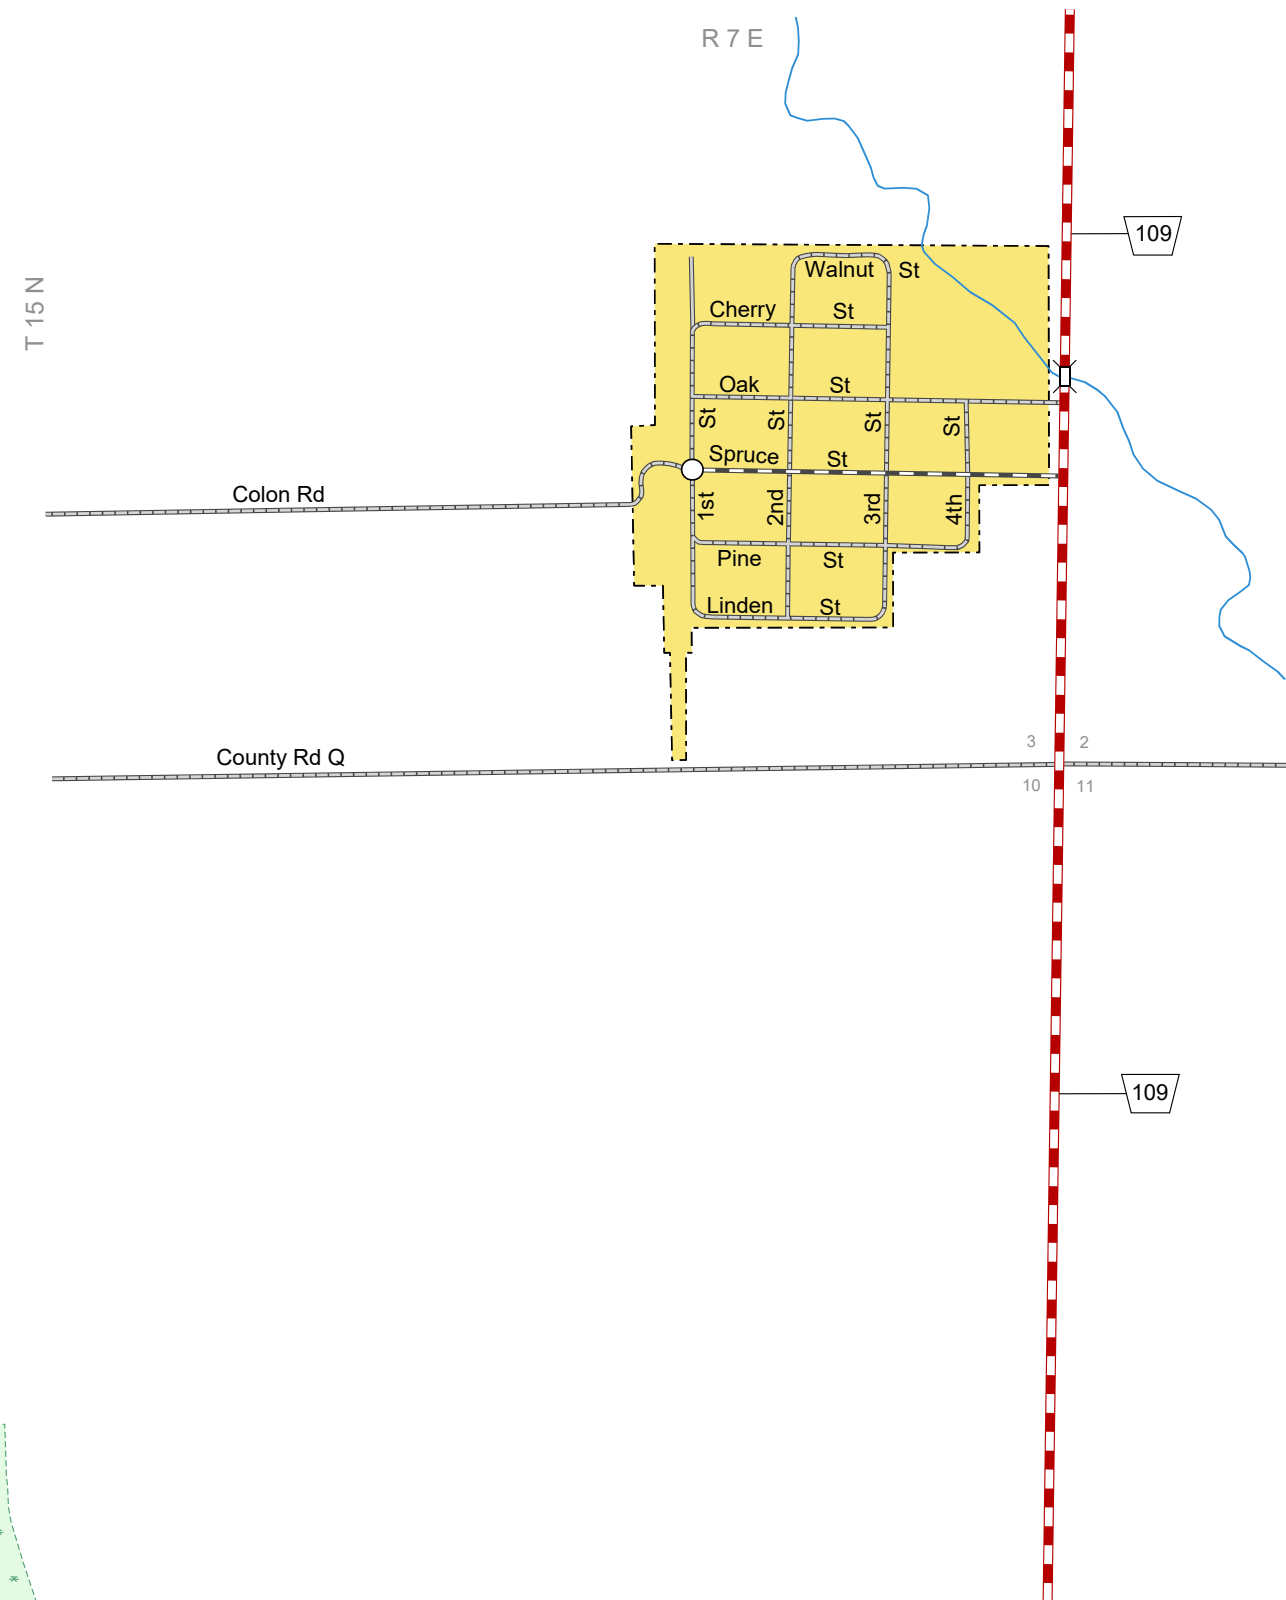 R 7 E
109
T 15 N
Walnut St
Cherry St
Oak St
1st St
2nd St
3rd St
4th St
Spruce St
Colon Rd
Pine St
Linden St
County Rd Q
3 2
10 11
109